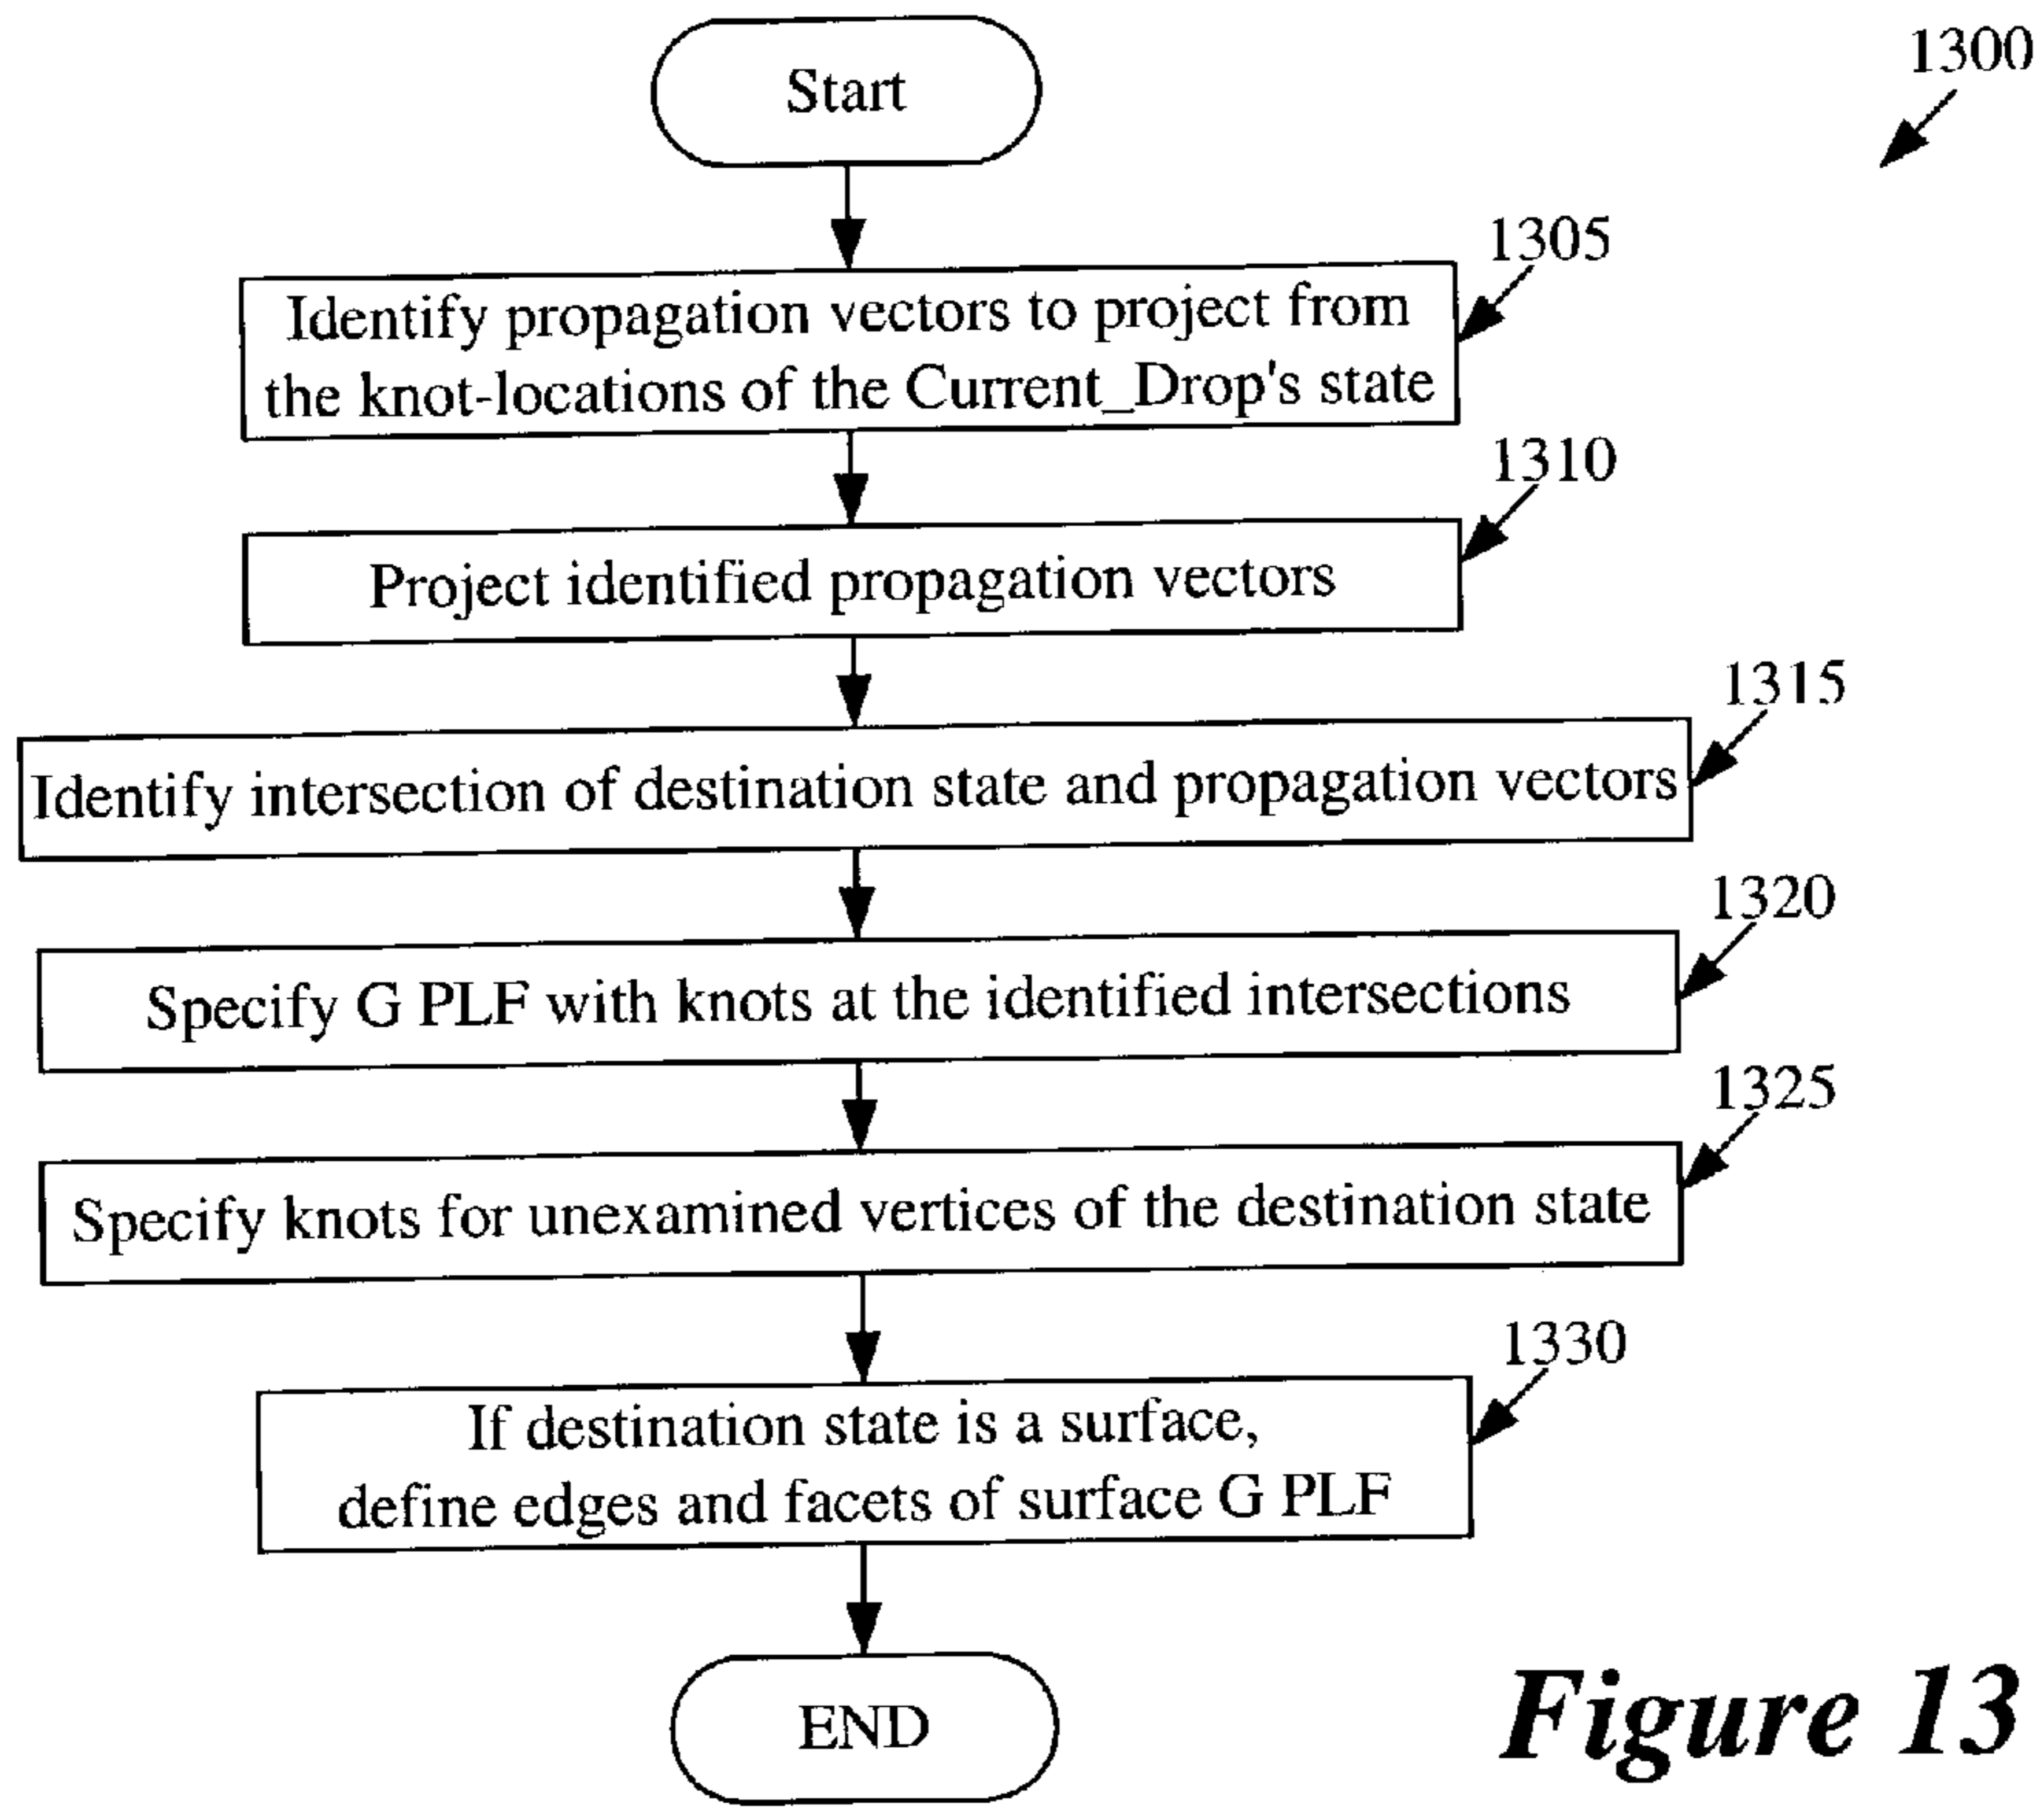 Start
1300
1305
Identify propagation vectors to project from
the knot-locations of the Current_Drop's state
1310
Project identified propagation vectors
1315
Identify intersection of destination state and propagation vectors
1320
Specify G PLF with knots at the identified intersections
1325
Specify knots for unexamined vertices of the destination state
1330
If destination state is a surface,
define edges and facets of surface G PLF
END
Figure 13